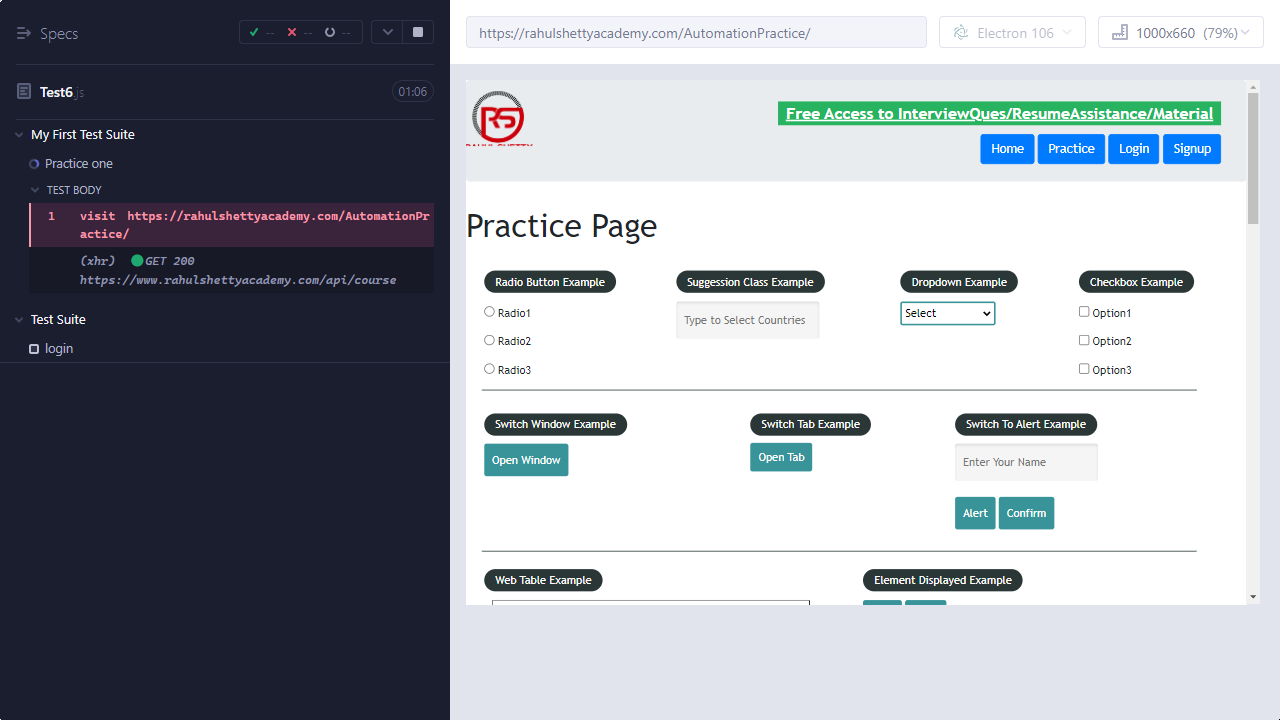 Specs
-- -- --
Test6.js
01:06
My First Test Suite
Practice one
TEST BODY
1 visit https://rahulshettyacademy.com/AutomationPr
actice/
(xhr) GET 200
https://www.rahulshettyacademy.com/api/course
Test Suite
login
https://rahulshettyacademy.com/AutomationPractice/
Electron 106
1000x660 (79%)
RS
RAHUL SHETTY
Free Access to InterviewQues/ResumeAssistance/Material
Home Practice Login Signup
Practice Page
Radio Button Example Suggession Class Example Dropdown Example Checkbox Example
Radio1 Type to Select Countries Select Option1
Radio2 Option2
Radio3 Option3
Switch Window Example Switch Tab Example Switch To Alert Example
Open Window Open Tab Enter Your Name
Alert Confirm
Web Table Example Element Displayed Example